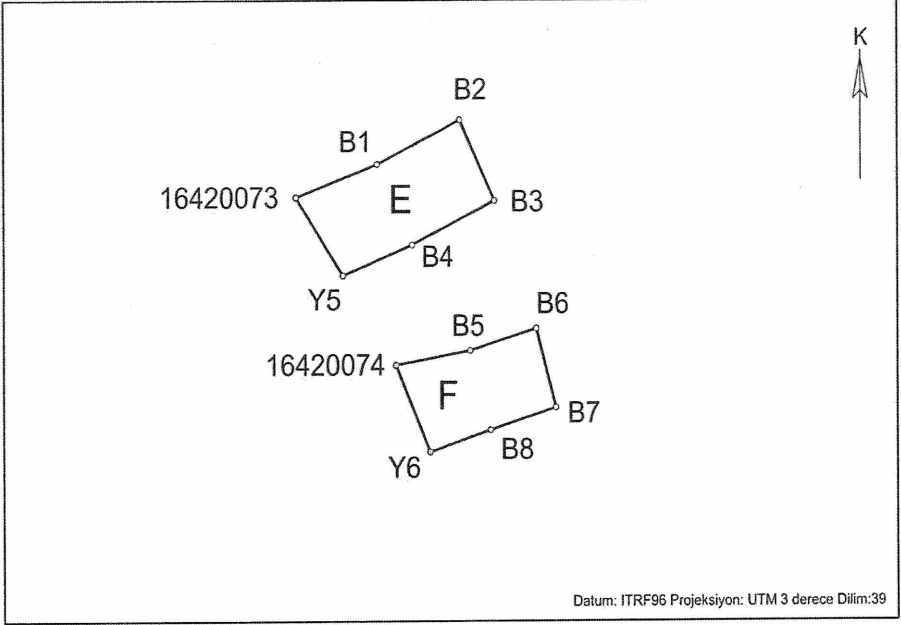 K
B2
B1
16420073
E
B3
B4
Y5
B6
B5
16420074
F
B7
B8
Y6
Datum: ITRF96 Projeksiyon: UTM 3 derece Dilim:39